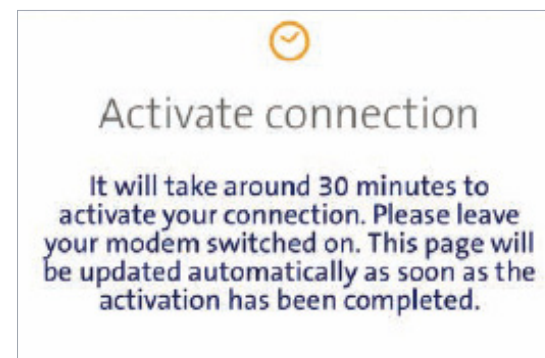 Activate connection
It will take around 30 minutes to
activate your connection. Please leave
your modem switched on. This page will
be updated automatically as soon as the
activation has been completed.